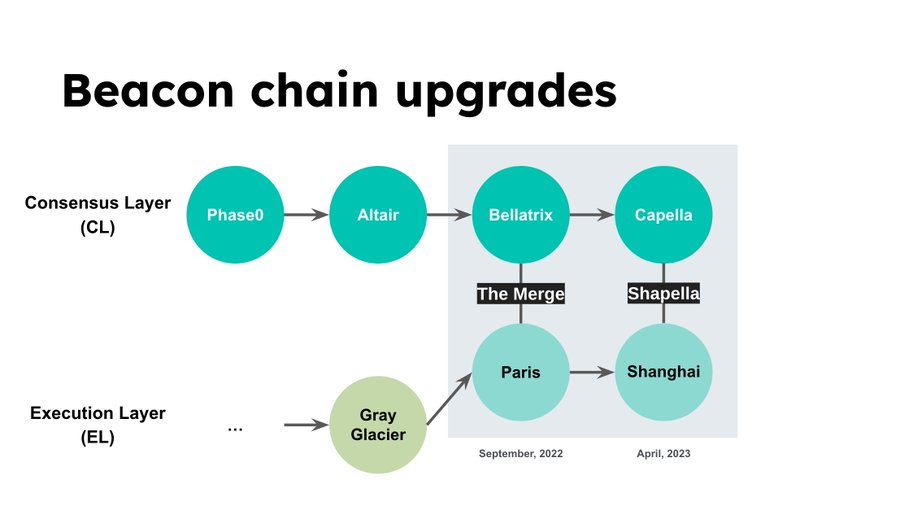 Beacon chain upgrades
Consensus Layer
(CL)
Phase0
Altair
Bellatrix
Capella
The Merge
Shapella
Execution Layer
(EL)
...
Gray
Glacier
Paris
Shanghai
September, 2022
April, 2023